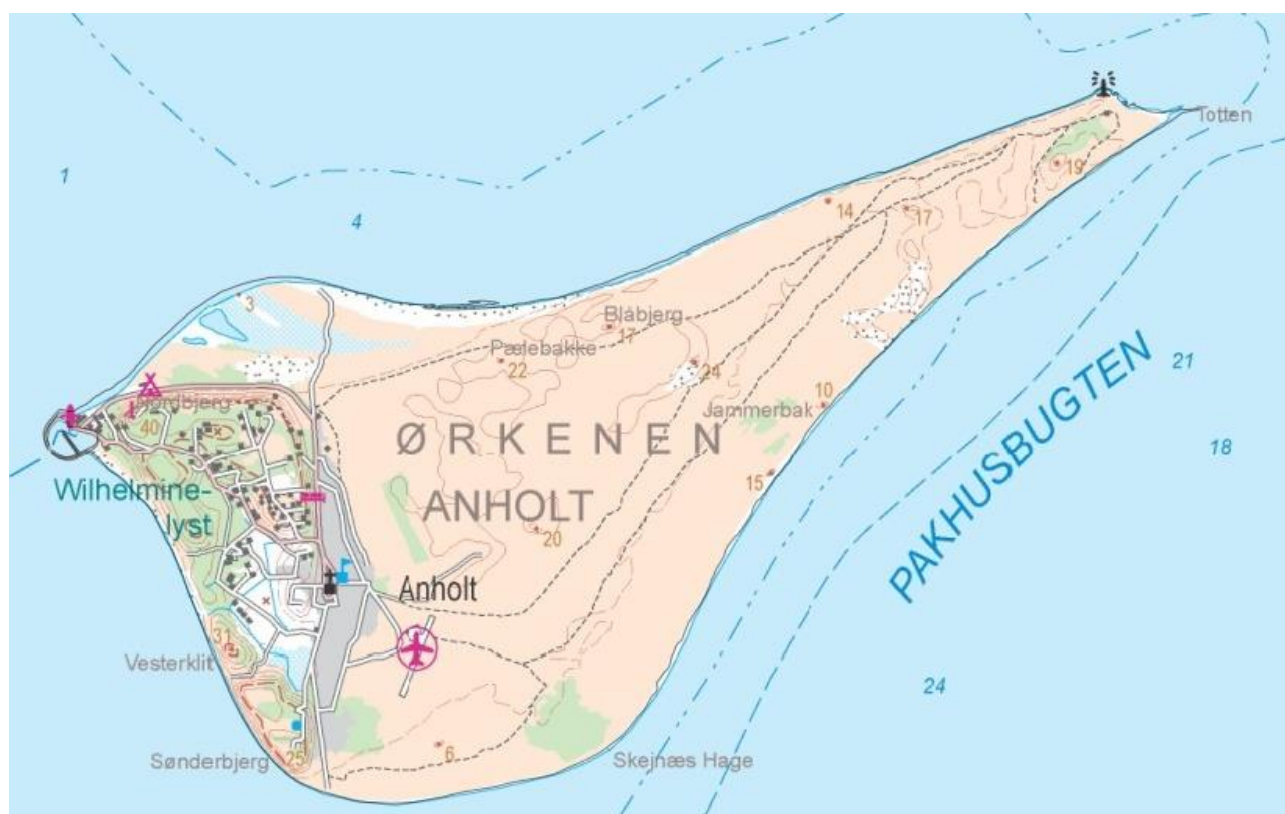 Totten
1
19
4
14
17
3
Blåbjerg
17
Pælebakke
22
24
21
Nordbjerg
40
Jammerbak
10
ØRKENEN
18
PAKHUSBUGTEN
15
Wilhelmine-
lyst
ANHOLT
20
Anholt
31
Vesterklit
24
6
Sønderbjerg
25
Skejnæs Hage